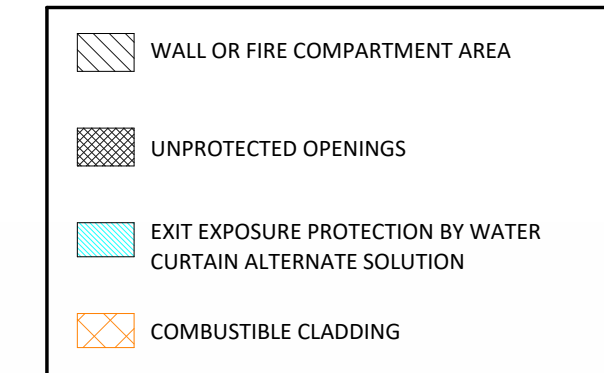 WALL OR FIRE COMPARTMENT AREA
UNPROTECTED OPENINGS
EXIT EXPOSURE PROTECTION BY WATER
CURTAIN ALTERNATE SOLUTION
COMBUSTIBLE CLADDING